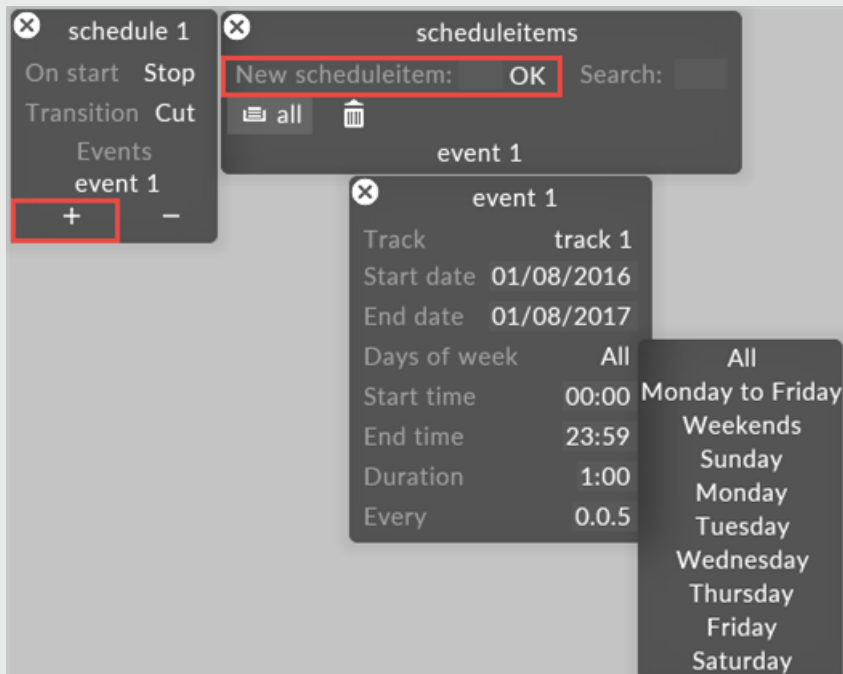 schedule 1
On start Stop
Transition Cut
Events
event 1
+ −
scheduleitems
New scheduleitem: OK Search:
all
event 1
event 1
Track track 1
Start date 01/08/2016
End date 01/08/2017
Days of week All
Start time 00:00
End time 23:59
Duration 1:00
Every 0.0.5
All
Monday to Friday
Weekends
Sunday
Monday
Tuesday
Wednesday
Thursday
Friday
Saturday